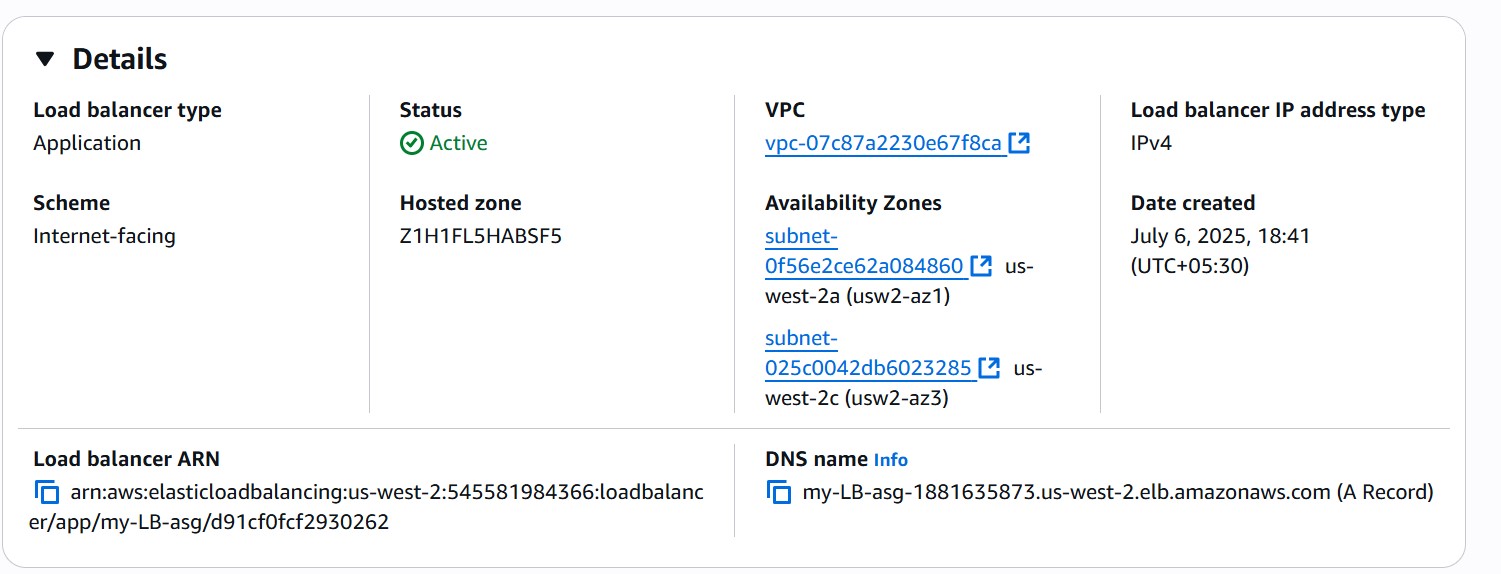 Details
Load balancer type
Application
Status
Active
VPC
vpc-07c87a2230e67f8ca
Load balancer IP address type
IPv4
Scheme
Internet-facing
Hosted zone
Z1H1FL5HABSF5
Availability Zones
subnet-
0f56e2ce62a084860 us-
west-2a (usw2-az1)
subnet-
025c0042db6023285 us-
west-2c (usw2-az3)
Date created
July 6, 2025, 18:41
(UTC+05:30)
Load balancer ARN
arn:aws:elasticloadbalancing:us-west-2:545581984366:loadbalanc
er/app/my-LB-asg/d91cf0fcf2930262
DNS name Info
my-LB-asg-1881635873.us-west-2.elb.amazonaws.com (A Record)